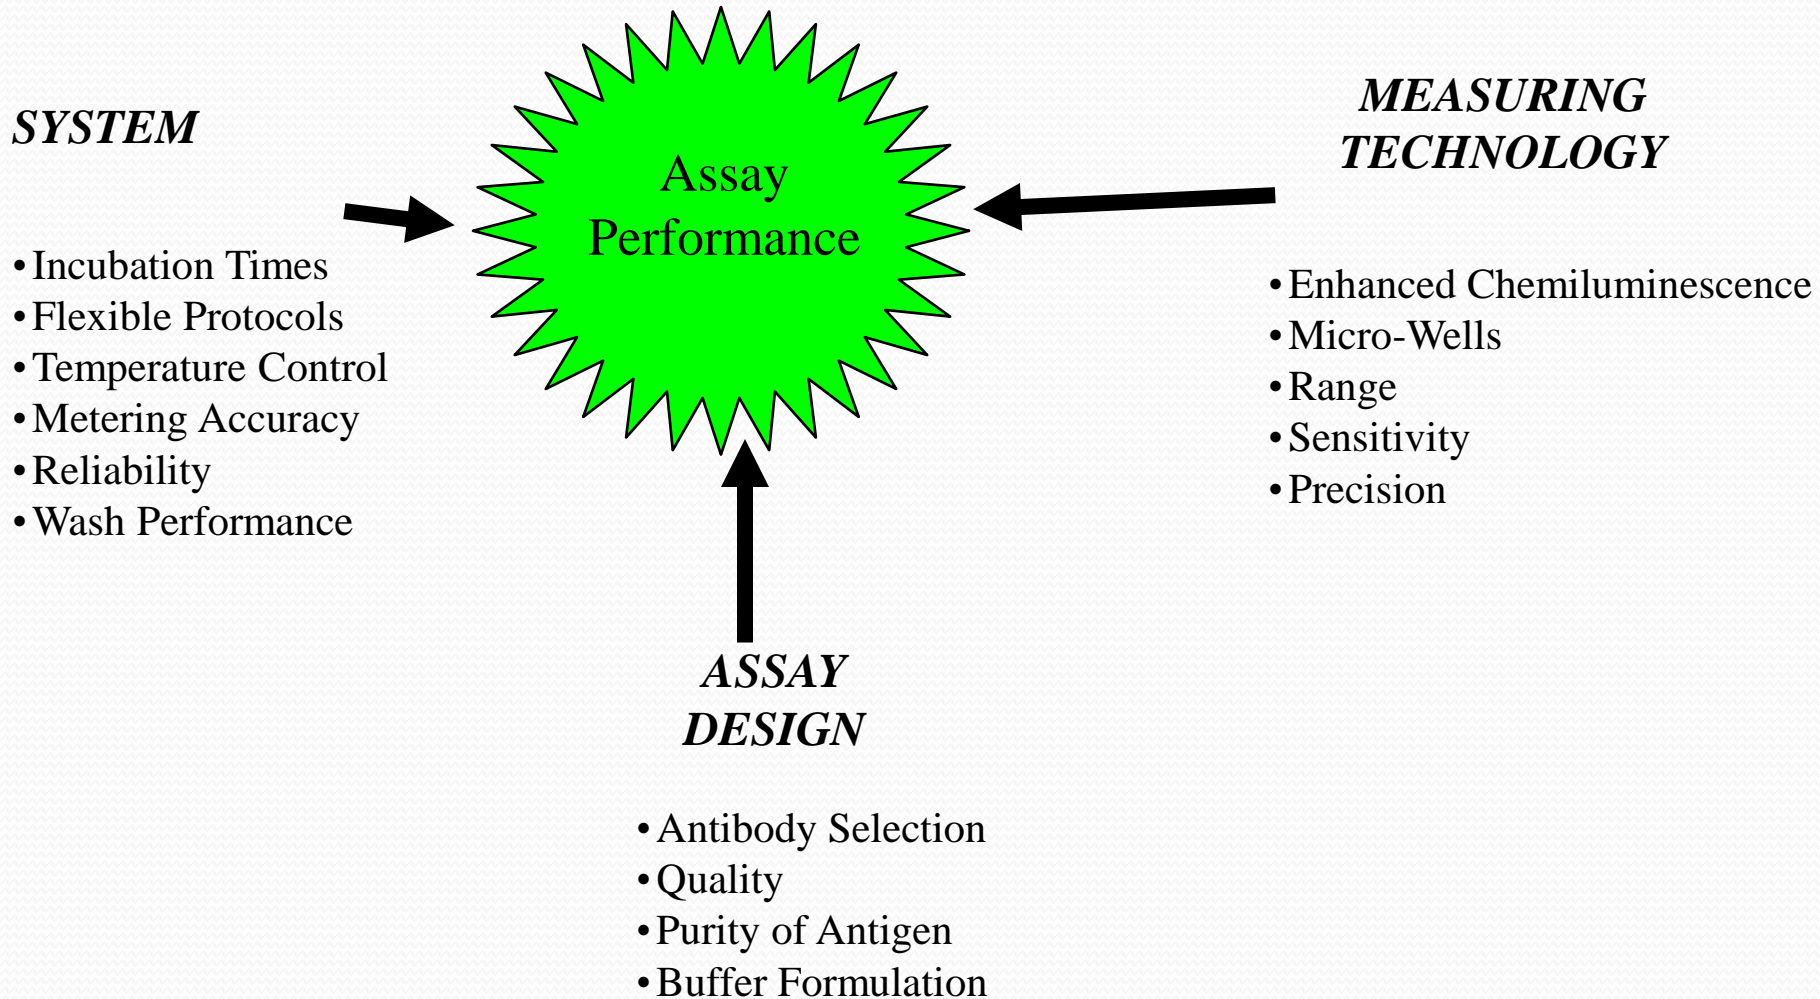 Assay
Performance
SYSTEM
•Incubation Times
•Flexible Protocols
•Temperature Control
•Metering Accuracy
•Reliability
•Wash Performance
MEASURING
TECHNOLOGY
•Enhanced Chemiluminescence
•Micro-Wells
•Range
•Sensitivity
•Precision
ASSAY
DESIGN
•Antibody Selection
•Quality
•Purity of Antigen
•Buffer Formulation